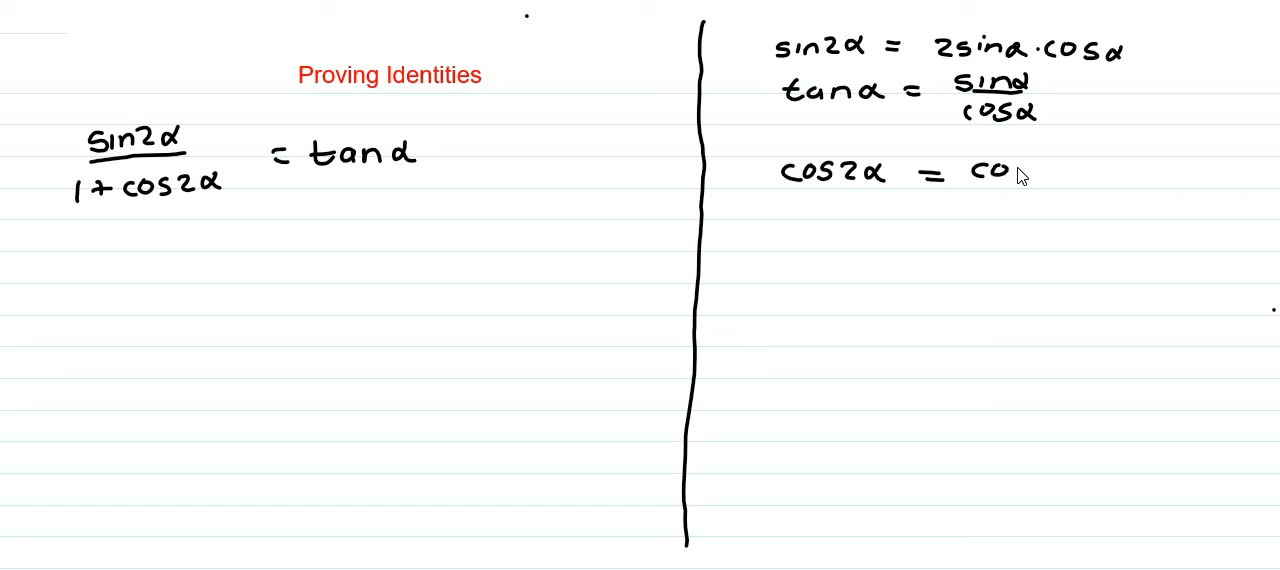 Proving Identities
sin2α
1 + cos2α
= tanα
sin2α = 2sinα·cosα
tanα = sinα
cosα
cos2α = co